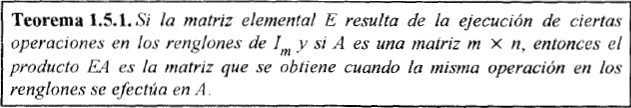 Teorema 1.5.1. Si la matriz elemental E resulta de la ejecución de ciertas
operaciones en los renglones de Iₘ y si A es una matriz m × n, entonces el
producto EA es la matriz que se obtiene cuando la misma operación en los
renglones se efectúa en A.